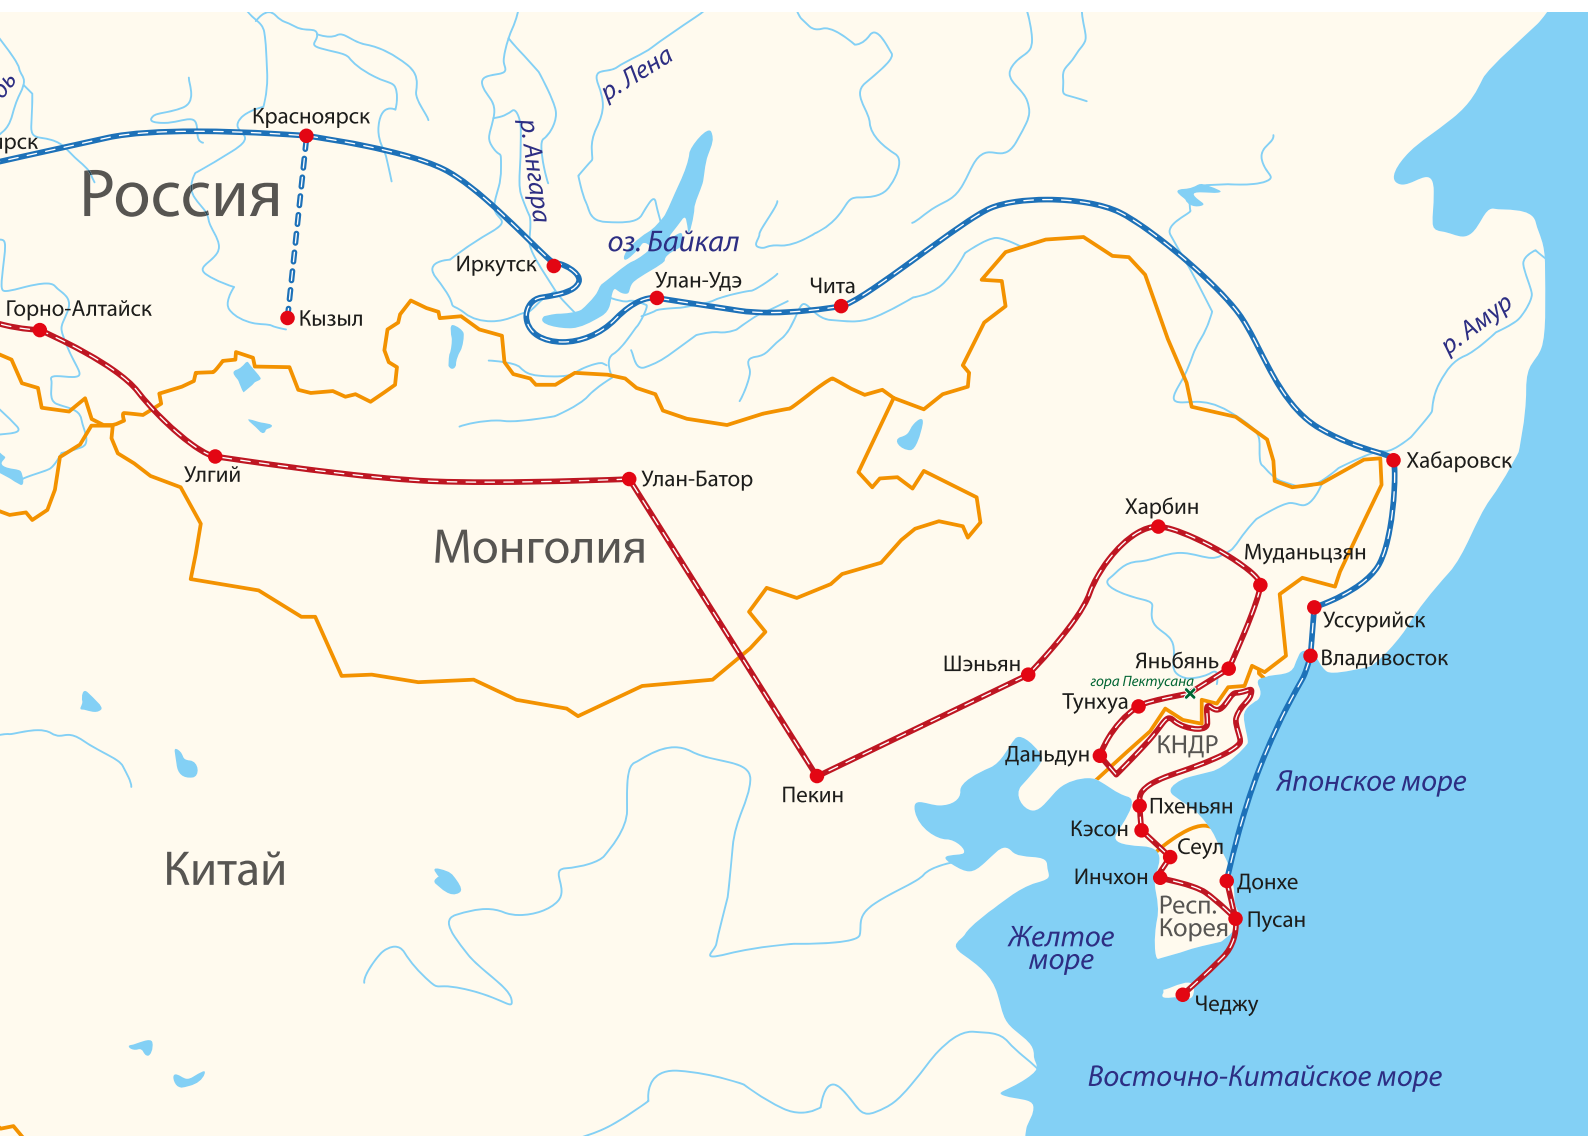 р. Лена
Красноярск
р. Ангара
Россия
оз. Байкал
Иркутск
Улан-Удэ
Чита
Горно-Алтайск
Кызыл
р. Амур
Улгий
Улан-Батор
Хабаровск
Харбин
Монголия
Муданьцзян
Уссурийск
Шэньян
Яньбянь
Владивосток
гора Пектусана
Тунхуа
КНДР
Даньдун
Японское море
Пекин
Пхеньян
Кэсон
Сеул
Китай
Инчхон
Донхе
Респ.
Корея
Пусан
Желтое
море
Чеджу
Восточно-Китайское море